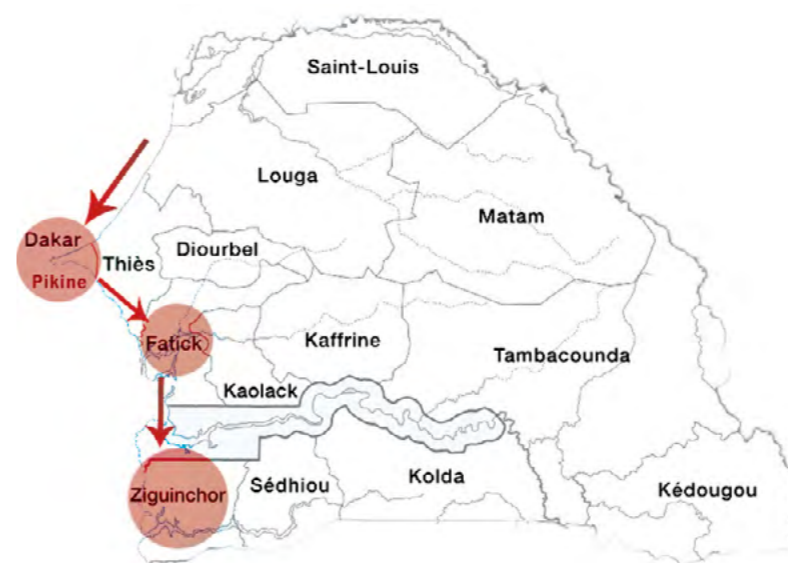 Saint-Louis
Louga
Matam
Dakar
Thiès
Diourbel
Pikine
Fatick
Kaffrine
Tambacounda
Kaolack
Ziguinchor
Sédhiou
Kolda
Kédougou